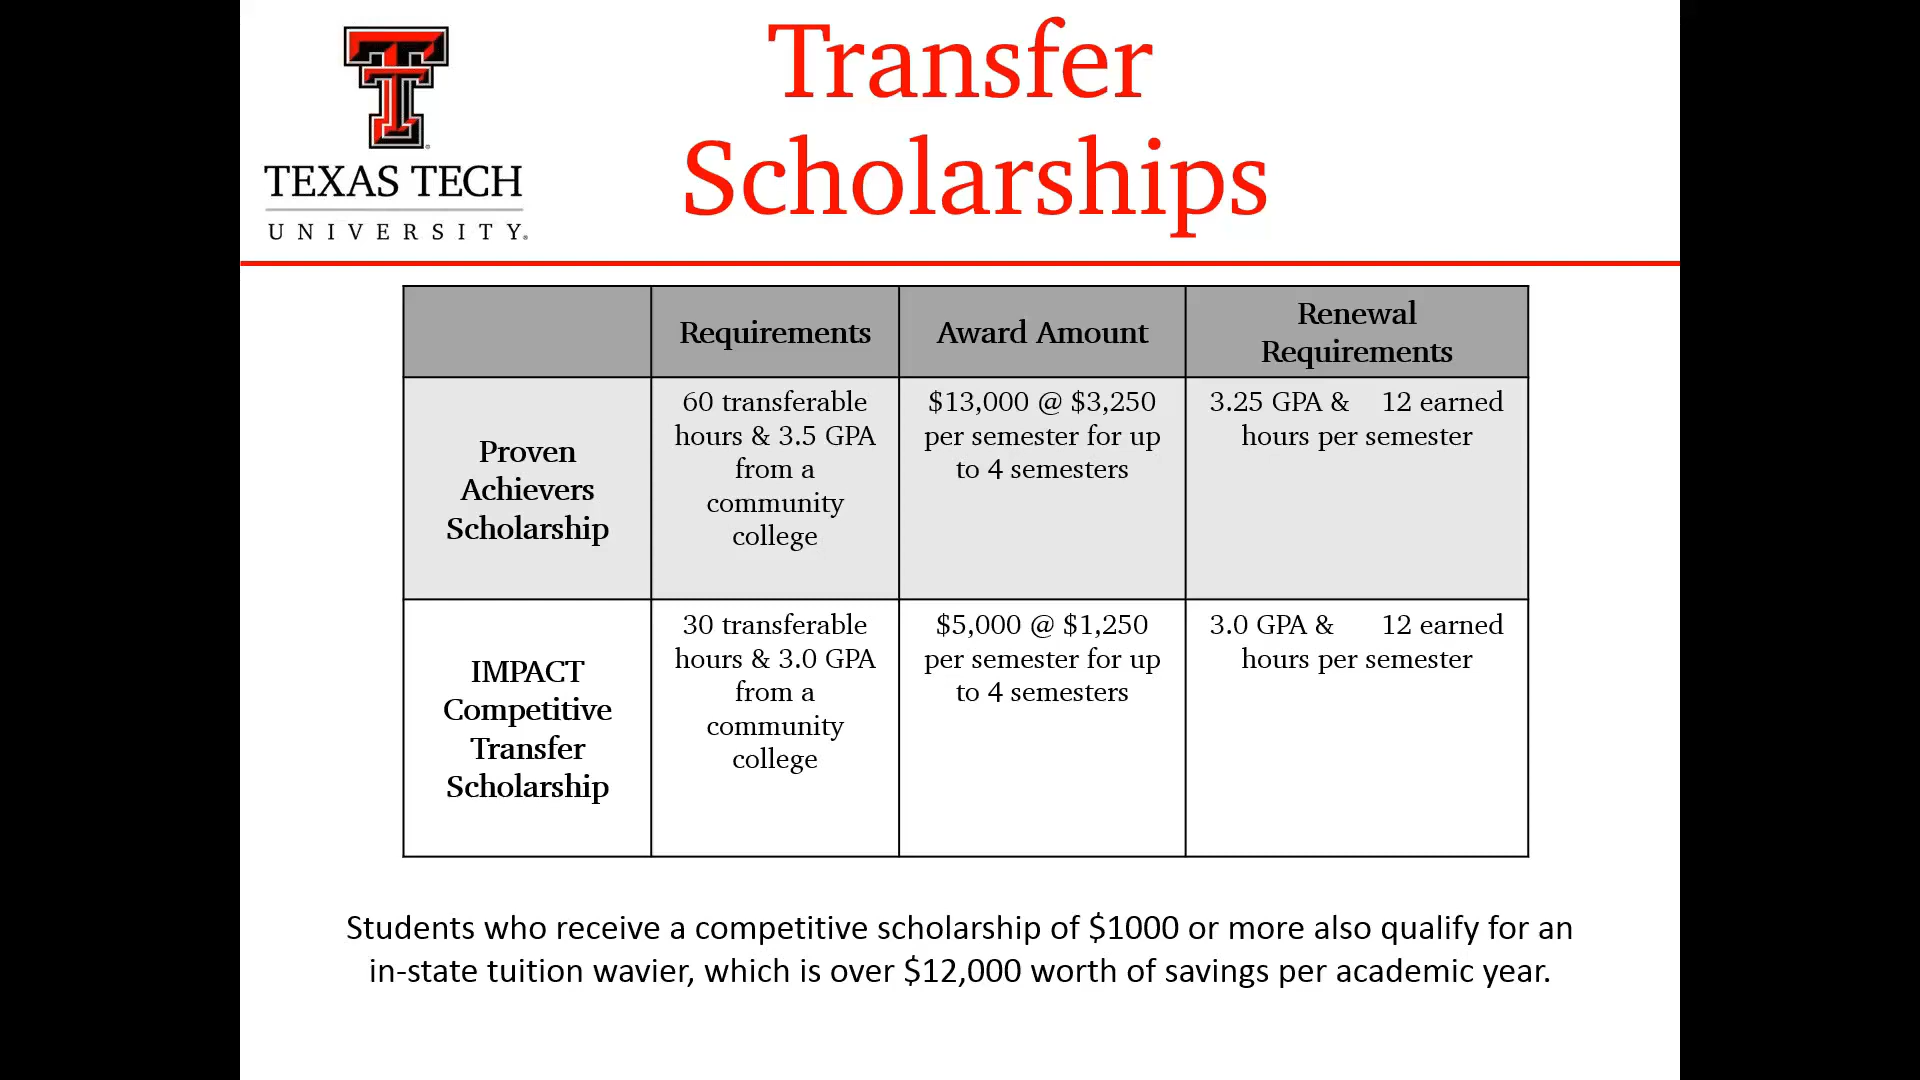 Transfer
Scholarships
TEXAS TECH
UNIVERSITY.
Requirements
Award Amount
Renewal
Requirements
Proven
Achievers
Scholarship
60 transferable
hours & 3.5 GPA
from a
community
college
$13,000 @ $3,250
per semester for up
to 4 semesters
3.25 GPA & 12 earned
hours per semester
IMPACT
Competitive
Transfer
Scholarship
30 transferable
hours & 3.0 GPA
from a
community
college
$5,000 @ $1,250
per semester for up
to 4 semesters
3.0 GPA & 12 earned
hours per semester
Students who receive a competitive scholarship of $1000 or more also qualify for an
in-state tuition wavier, which is over $12,000 worth of savings per academic year.